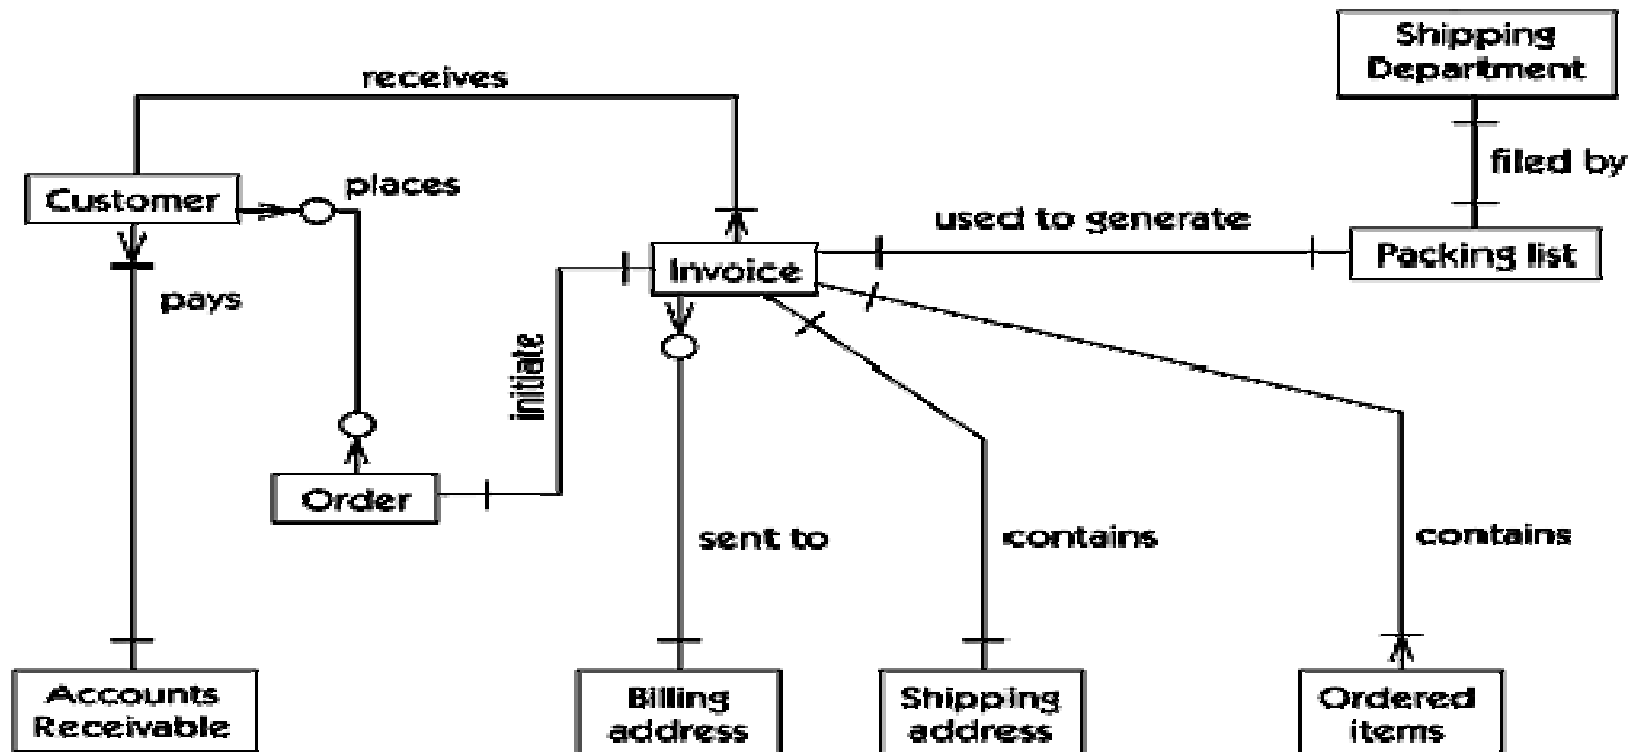 Shipping
Department
receives
filed by
Customer
places
used to generate
Invoice
Packing list
pays
initiate
Order
sent to
contains
contains
Accounts
Receivable
Billing
address
Shipping
address
Ordered
items